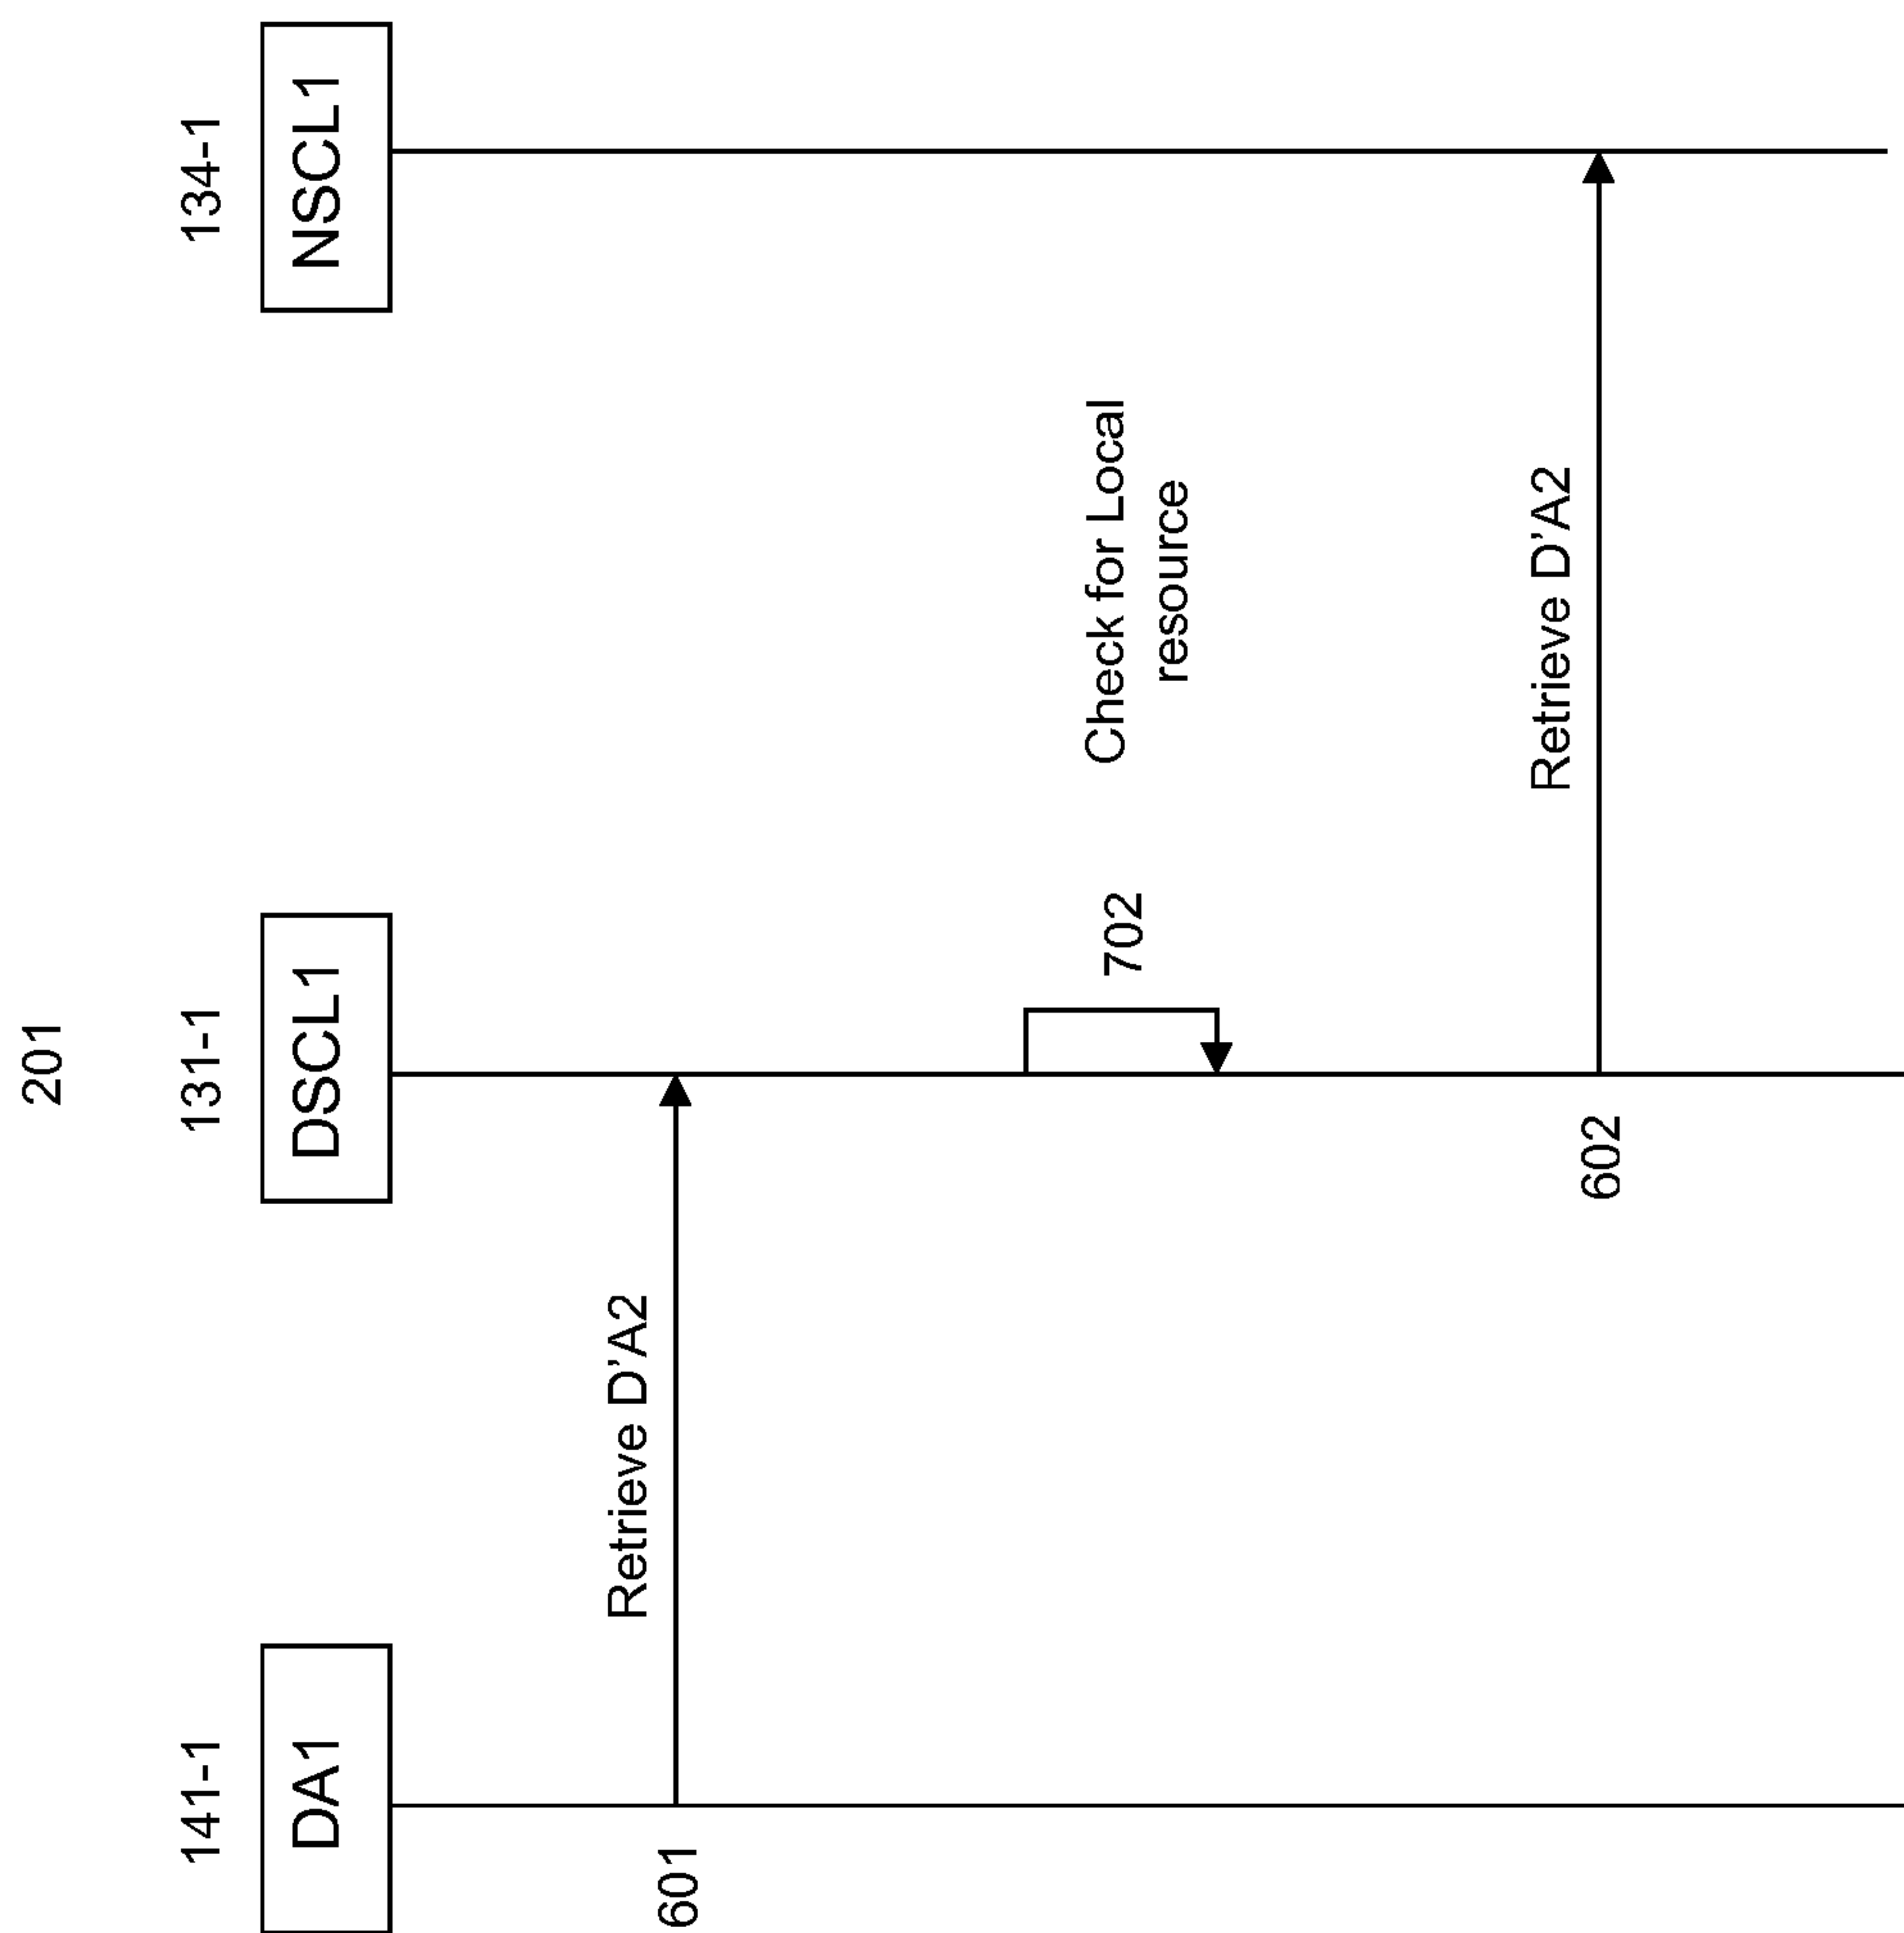 201
141-1
131-1
134-1
DA1
DSCL1
NSCL1
Retrieve D'A2
601
702
Check for Local
resource
Retrieve D'A2
602